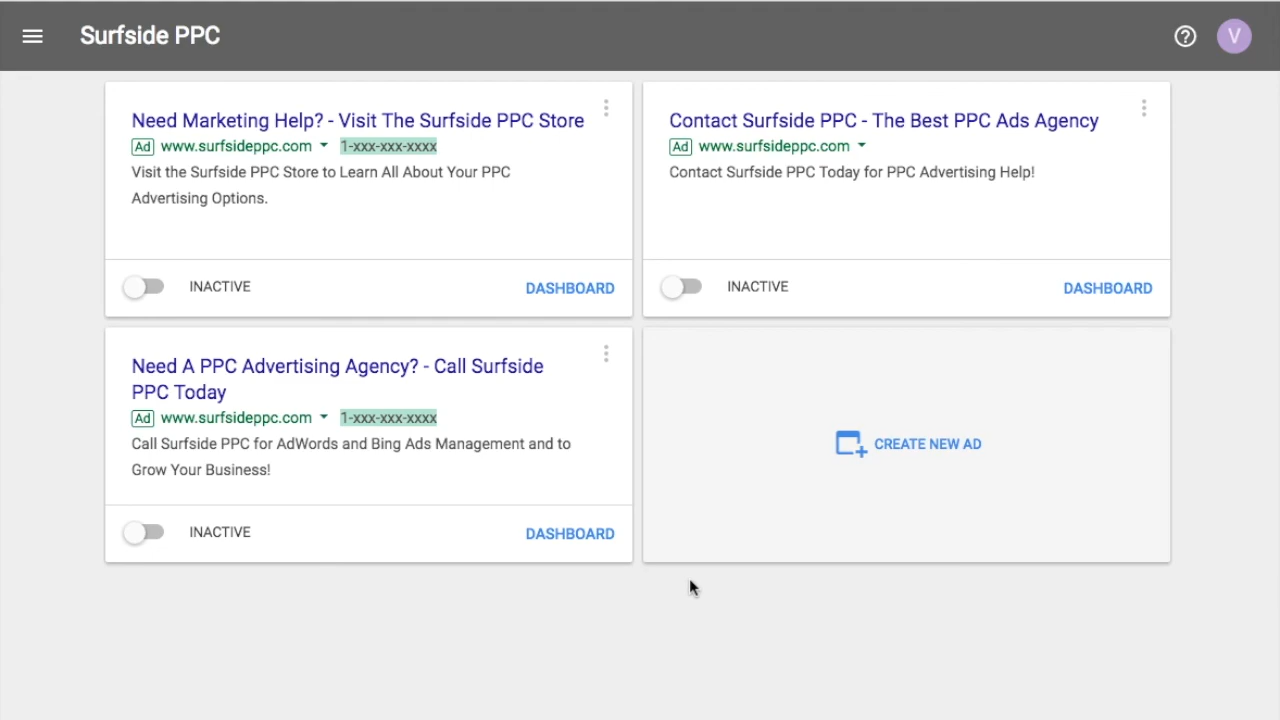 Surfside PPC
V
Need Marketing Help? - Visit The Surfside PPC Store
Ad www.surfsideppc.com 1-xxx-xxx-xxxx
Visit the Surfside PPC Store to Learn All About Your PPC
Advertising Options.
INACTIVE
DASHBOARD
Contact Surfside PPC - The Best PPC Ads Agency
Ad www.surfsideppc.com
Contact Surfside PPC Today for PPC Advertising Help!
INACTIVE
DASHBOARD
Need A PPC Advertising Agency? - Call Surfside
PPC Today
Ad www.surfsideppc.com 1-xxx-xxx-xxxx
Call Surfside PPC for AdWords and Bing Ads Management and to
Grow Your Business!
INACTIVE
DASHBOARD
CREATE NEW AD